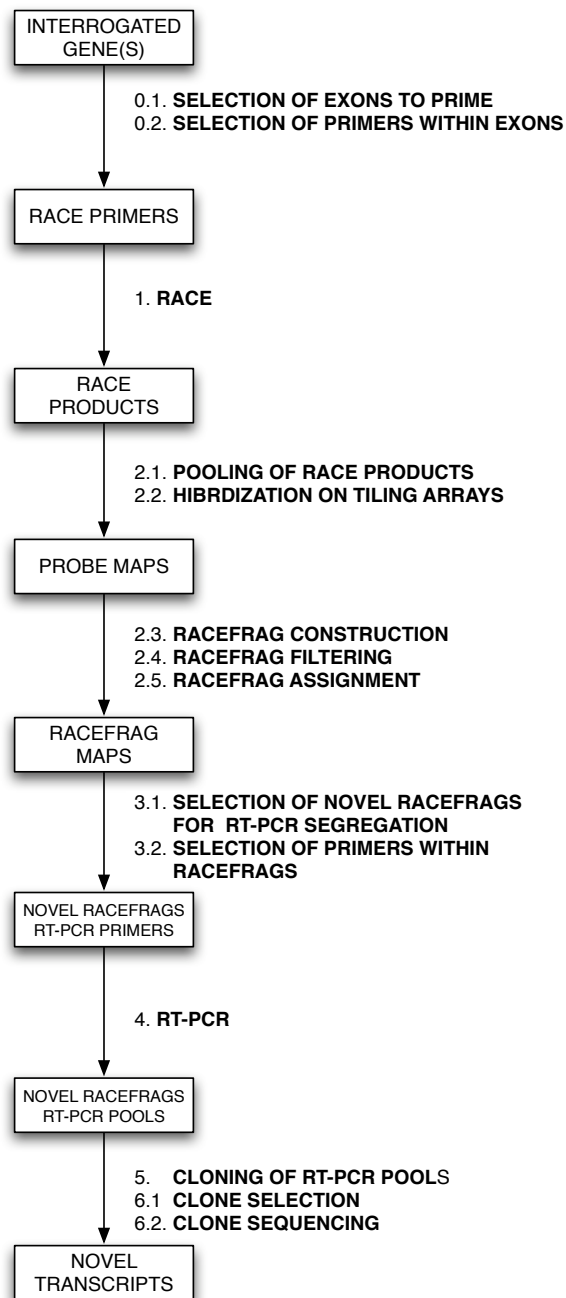 INTERROGATED
GENE(S)
0.1. SELECTION OF EXONS TO PRIME
0.2. SELECTION OF PRIMERS WITHIN EXONS
RACE PRIMERS
1. RACE
RACE
PRODUCTS
2.1. POOLING OF RACE PRODUCTS
2.2. HIBRDIZATION ON TILING ARRAYS
PROBE MAPS
2.3. RACEFRAG CONSTRUCTION
2.4. RACEFRAG FILTERING
2.5. RACEFRAG ASSIGNMENT
RACEFRAG
MAPS
3.1. SELECTION OF NOVEL RACEFRAGS
FOR RT-PCR SEGREGATION
3.2. SELECTION OF PRIMERS WITHIN
RACEFRAGS
NOVEL RACEFRAGS
RT-PCR PRIMERS
4. RT-PCR
NOVEL RACEFRAGS
RT-PCR POOLS
5. CLONING OF RT-PCR POOLS
6.1 CLONE SELECTION
6.2. CLONE SEQUENCING
NOVEL
TRANSCRIPTS